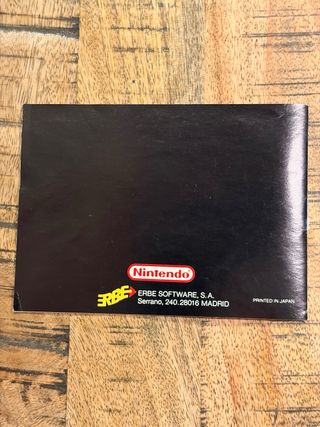 Nintendo
ERBE ERBE SOFTWARE, S.A.
Serrano, 240. 28016 MADRID
PRINTED IN JAPAN